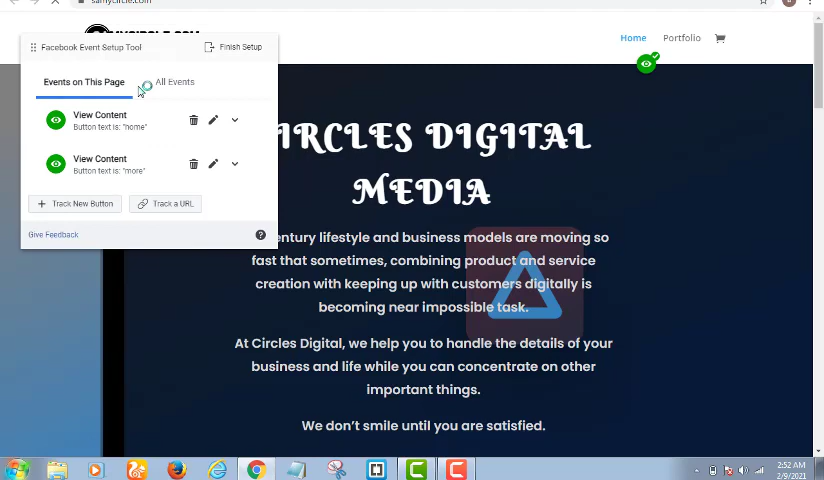 samycircle.com
Facebook Event Setup Tool
Finish Setup
Home
Portfolio
Events on This Page
All Events
View Content
Button text is: "home"
View Content
Button text is: "more"
Track New Button
Track a URL
Give Feedback
?
CIRCLES DIGITAL
MEDIA
century lifestyle and business models are moving so
fast that sometimes, combining product and service
creation with keeping up with customers digitally is
becoming near impossible task.
At Circles Digital, we help you to handle the details of your
business and life while you can concentrate on other
important things.
We don't smile until you are satisfied.
2:52 AM
2/9/2021